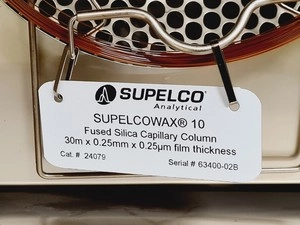 SUPELCO
Analytical
SUPELCOWAX® 10
Fused Silica Capillary Column
30m x 0.25mm x 0.25µm film thickness
Cat. # 24079 Serial # 63400-02B